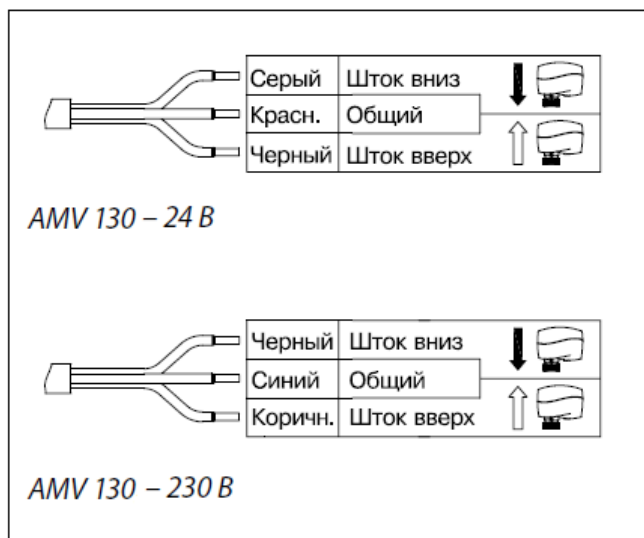 Серый Шток вниз
Красн. Общий
Черный Шток вверх
AMV 130 – 24 В
Черный Шток вниз
Синий Общий
Коричн. Шток вверх
AMV 130 – 230 В